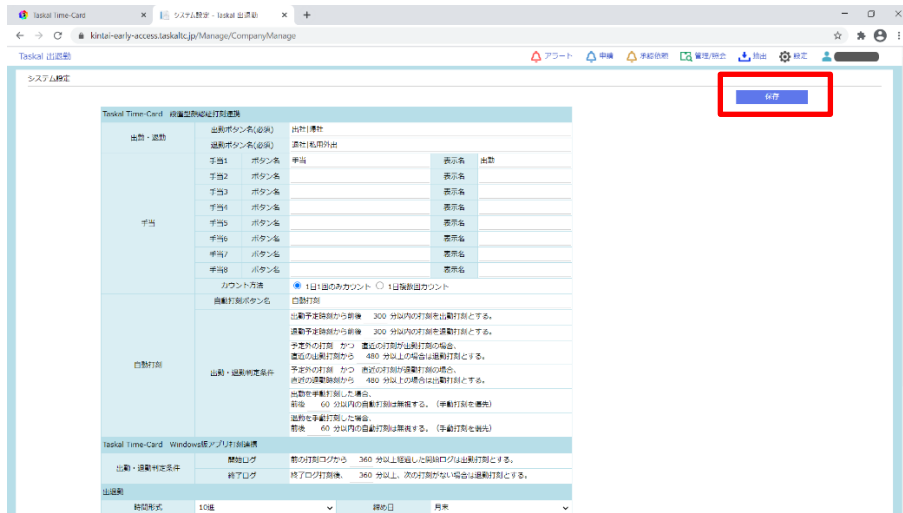 Taskal Time-Card
システム設定 - Taskal 出退勤
kintai-early-access.taskaltc.jp/Manage/CompanyManage
Taskal 出退勤
アラート
申請
承認依頼
管理/照会
抽出
設定
システム設定
保存
Taskal Time-Card 設置型顔認証打刻連携
出勤・退勤
出勤ボタン名(必須) 出社|帰社
退勤ボタン名(必須) 退社|私用外出
手当
手当1 ボタン名 手当 表示名 出勤
手当2 ボタン名 表示名
手当3 ボタン名 表示名
手当4 ボタン名 表示名
手当5 ボタン名 表示名
手当6 ボタン名 表示名
手当7 ボタン名 表示名
手当8 ボタン名 表示名
カウント方法 1日1回のみカウント 1日複数回カウント
自動打刻
自動打刻ボタン名 自動打刻
出勤・退勤判定条件
出勤予定時刻から前後 300 分以内の打刻を出勤打刻とする。
退勤予定時刻から前後 300 分以内の打刻を退勤打刻とする。
予定外の打刻 かつ 直近の打刻が出勤打刻の場合、
直近の出勤打刻から 480 分以上の場合は退勤打刻とする。
予定外の打刻 かつ 直近の打刻が退勤打刻の場合、
直近の退勤時刻から 480 分以上の場合は出勤打刻とする。
出勤を手動打刻した場合、
前後 60 分以内の自動打刻は無視する。(手動打刻を優先)
退勤を手動打刻した場合、
前後 60 分以内の自動打刻は無視する。(手動打刻を優先)
Taskal Time-Card Windows版アプリ打刻連携
出勤・退勤判定条件
開始ログ 前の打刻ログから 360 分以上経過した開始ログは出勤打刻とする。
終了ログ 終了ログ打刻後、 360 分以上、次の打刻がない場合は退勤打刻とする。
出退勤
時間形式 10進 締め日 月末